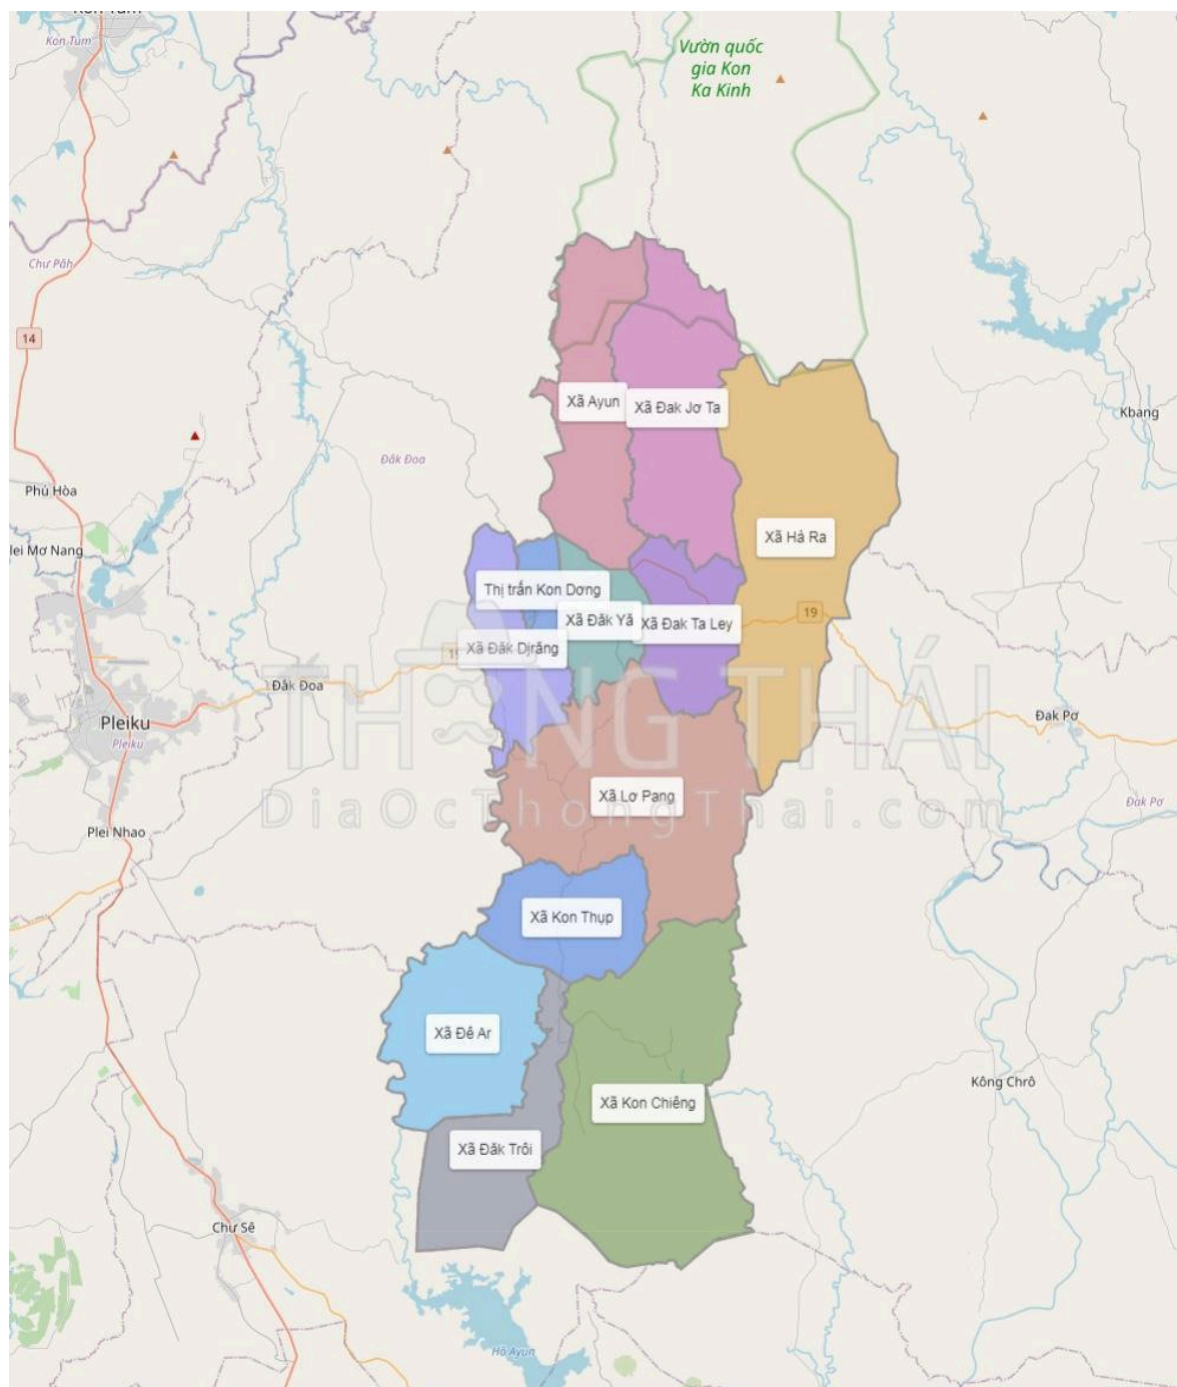 Kon Tum
Kon Tum
Vườn quốc
gia Kon
Ka Kinh
Chư Păh
14
Xã Ayun
Xã Đak Jơ Ta
Kbang
Đắk Đoa
Phú Hòa
Xã Hà Ra
lei Mơ Nang
Thị trấn Kon Dơng
19
Xã Đăk Yă
Xã Đak Ta Ley
Xã Đăk Djrăng
Đắk Đoa
THÔNG THÁI
Pleiku
Pleiku
Đak Pơ
Xã Lơ Pang
DiaOcThongThai.com
Đăk Pơ
Plei Nhao
Xã Kon Thụp
Xã Đê Ar
Kông Chrô
Xã Kon Chiêng
Xã Đăk Trôi
Chư Sê
Hồ Ayun